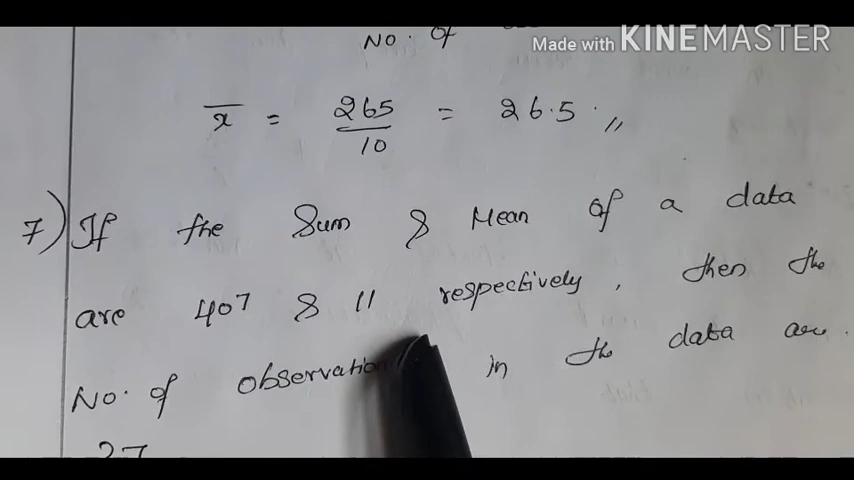 No. of
Made with KINEMASTER
x̄ = 265/10 = 26.5 ,,
7) If the Sum & Mean of a data
are 407 & 11 respectively, then the
No. of observation in the data are.
37